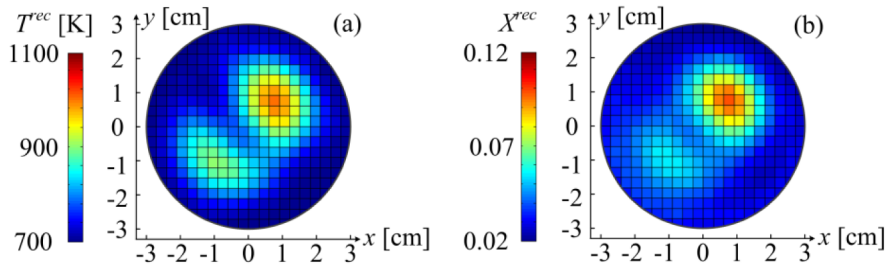 T^rec [K]
1100
900
700
y [cm]
(a)
3
2
1
0
-1
-2
-3
-3 -2 -1 0 1 2 3
x [cm]
X^rec
0.12
0.07
0.02
y [cm]
(b)
3
2
1
0
-1
-2
-3
-3 -2 -1 0 1 2 3
x [cm]